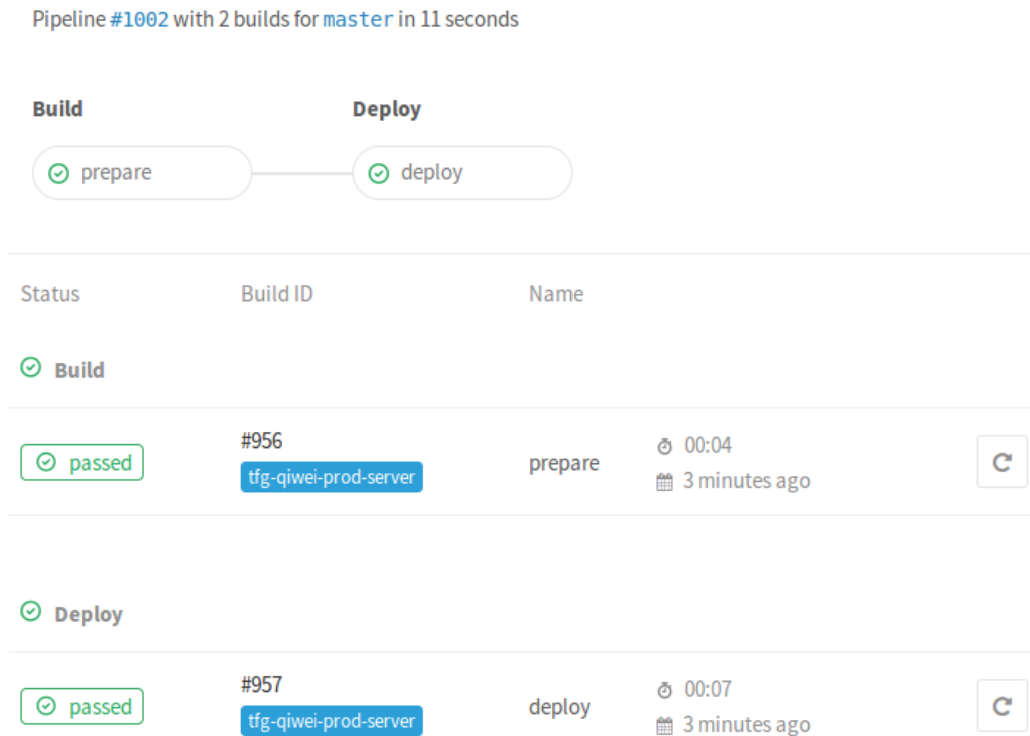 Pipeline #1002 with 2 builds for master in 11 seconds
Build Deploy
prepare deploy
Status Build ID Name
Build
#956
passed tfg-qiwei-prod-server prepare 00:04
3 minutes ago
Deploy
#957
passed tfg-qiwei-prod-server deploy 00:07
3 minutes ago